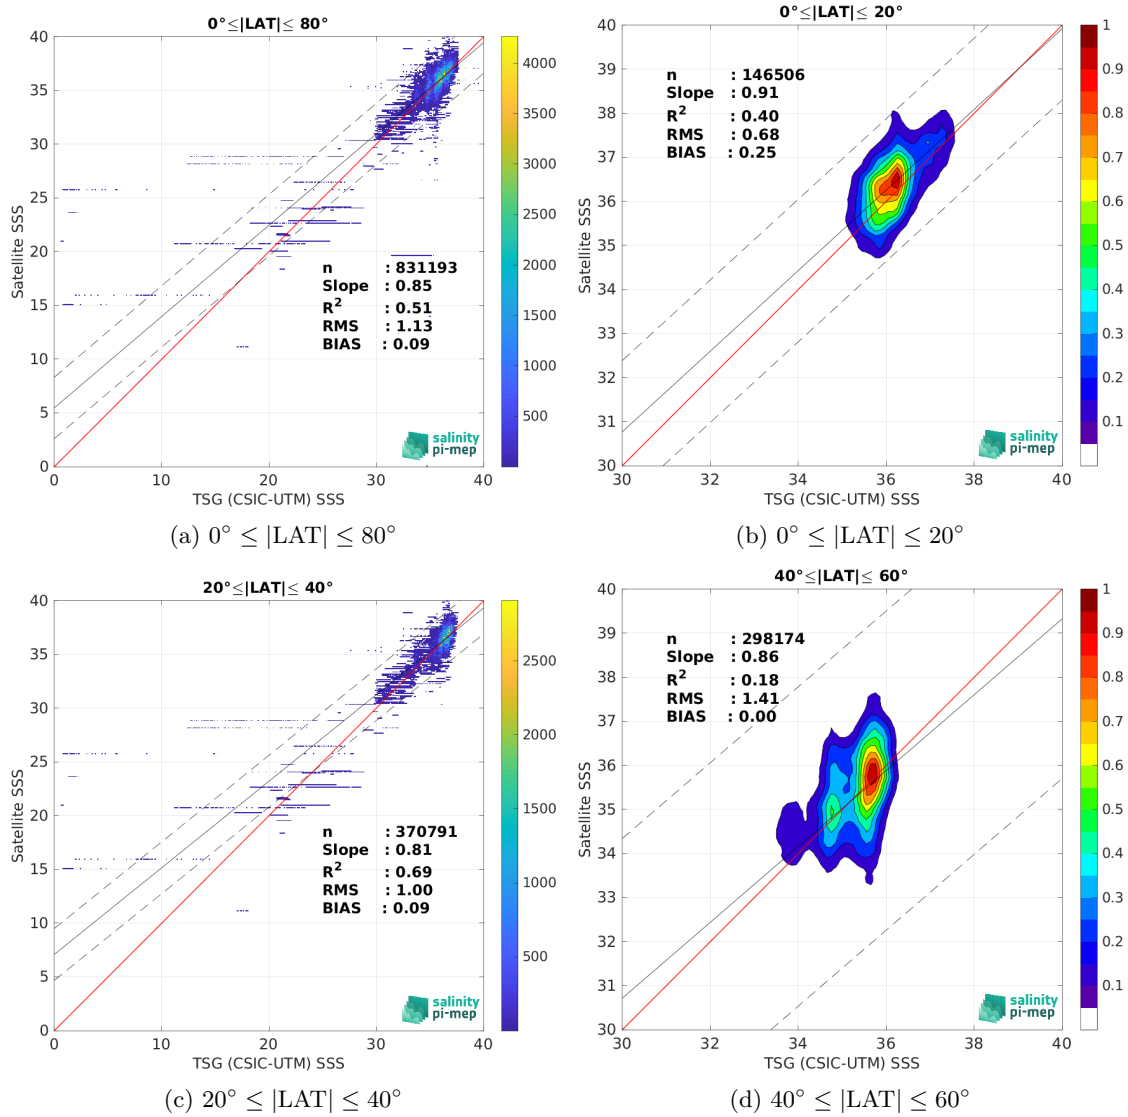 0°≤|LAT|≤ 80°
40
35
30
25
20
15
10
5
0
Satellite SSS
n : 831193
Slope : 0.85
R² : 0.51
RMS : 1.13
BIAS : 0.09
salinity
pi-mep
0 10 20 30 40
TSG (CSIC-UTM) SSS
4000
3500
3000
2500
2000
1500
1000
500
(a) 0° ≤ |LAT| ≤ 80°
0°≤|LAT|≤ 20°
40
39
38
37
36
35
34
33
32
31
30
Satellite SSS
n : 146506
Slope : 0.91
R² : 0.40
RMS : 0.68
BIAS : 0.25
salinity
pi-mep
30 32 34 36 38 40
TSG (CSIC-UTM) SSS
1
0.9
0.8
0.7
0.6
0.5
0.4
0.3
0.2
0.1
(b) 0° ≤ |LAT| ≤ 20°
20°≤|LAT|≤ 40°
40
35
30
25
20
15
10
5
0
Satellite SSS
n : 370791
Slope : 0.81
R² : 0.69
RMS : 1.00
BIAS : 0.09
salinity
pi-mep
0 10 20 30 40
TSG (CSIC-UTM) SSS
2500
2000
1500
1000
500
(c) 20° ≤ |LAT| ≤ 40°
40°≤|LAT|≤ 60°
40
39
38
37
36
35
34
33
32
31
30
Satellite SSS
n : 298174
Slope : 0.86
R² : 0.18
RMS : 1.41
BIAS : 0.00
salinity
pi-mep
30 32 34 36 38 40
TSG (CSIC-UTM) SSS
1
0.9
0.8
0.7
0.6
0.5
0.4
0.3
0.2
0.1
(d) 40° ≤ |LAT| ≤ 60°